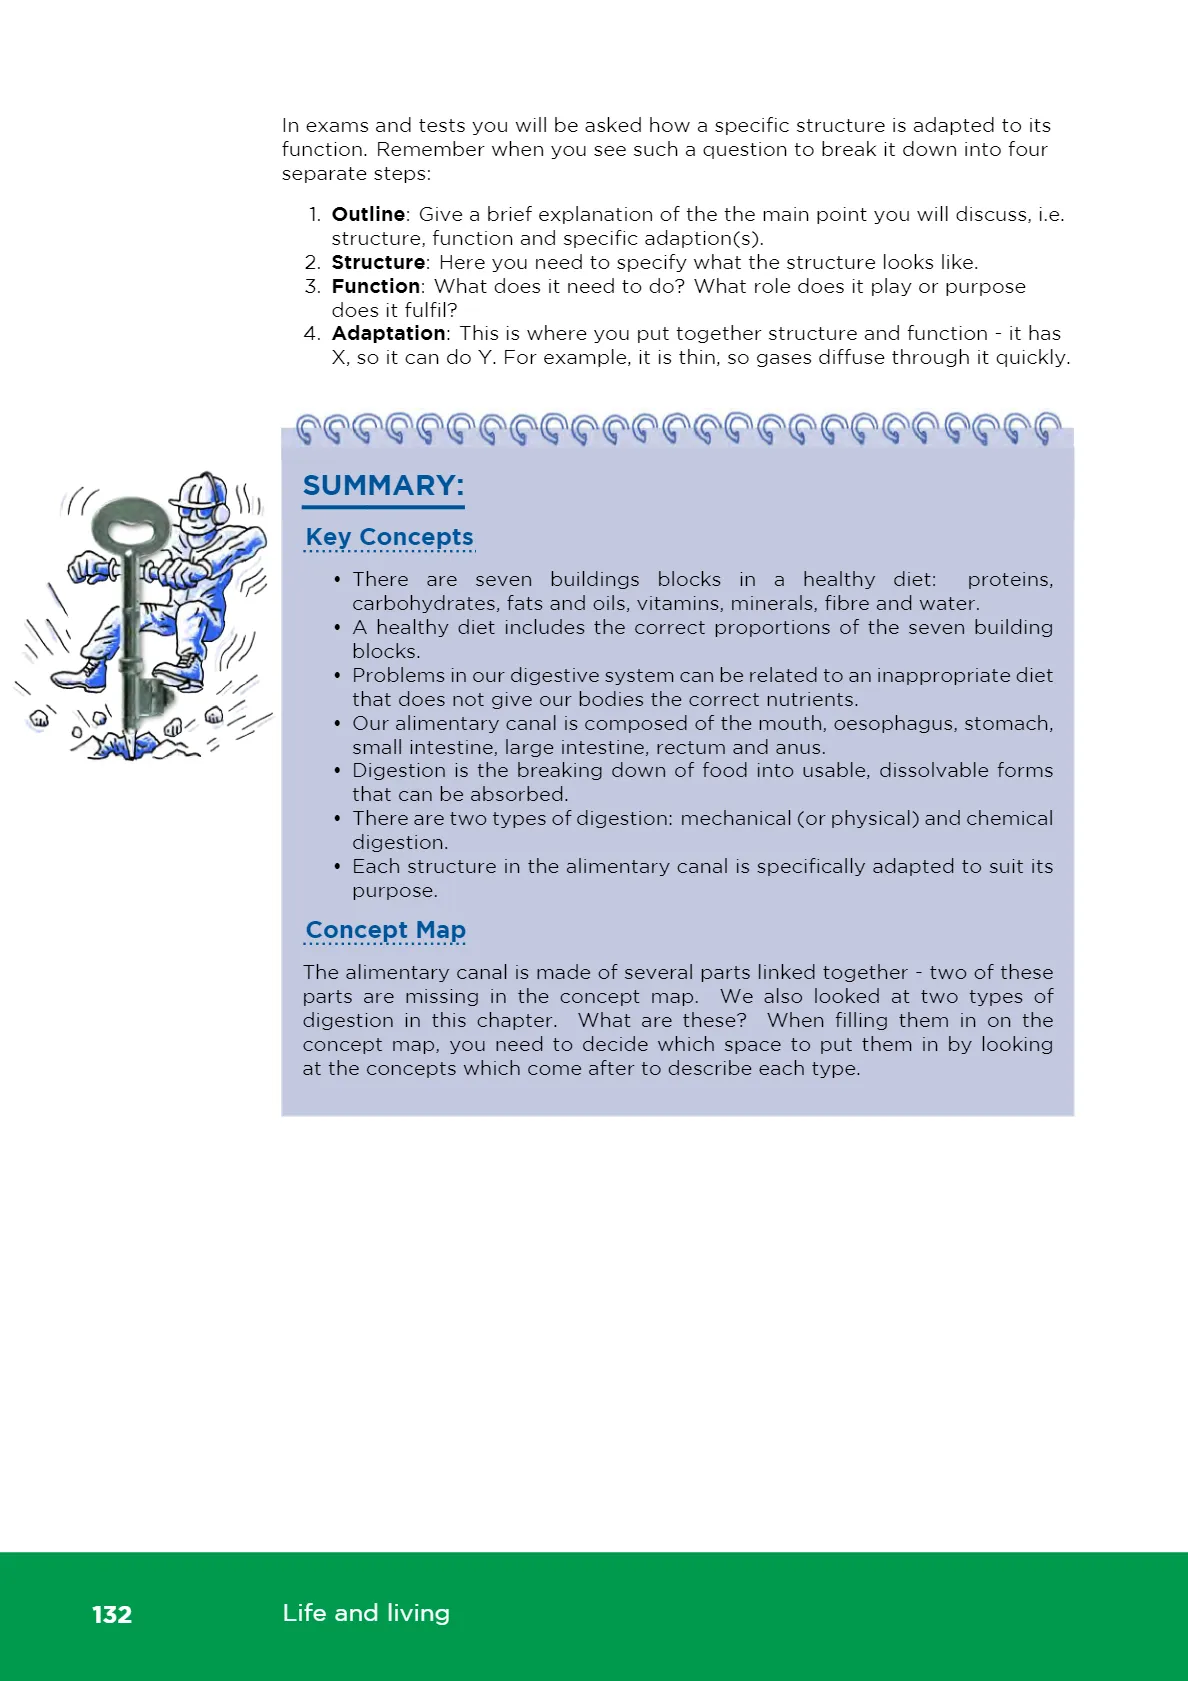 In exams and tests you will be asked how a specific structure is adapted to its
function. Remember when you see such a question to break it down into four
separate steps:
1. Outline: Give a brief explanation of the the main point you will discuss, i.e.
structure, function and specific adaption(s).
2. Structure: Here you need to specify what the structure looks like.
3. Function: What does it need to do? What role does it play or purpose
does it fulfil?
4. Adaptation: This is where you put together structure and function - it has
X, so it can do Y. For example, it is thin, so gases diffuse through it quickly.
SUMMARY:
Key Concepts
• There are seven buildings blocks in a healthy diet: proteins,
carbohydrates, fats and oils, vitamins, minerals, fibre and water.
• A healthy diet includes the correct proportions of the seven building
blocks.
• Problems in our digestive system can be related to an inappropriate diet
that does not give our bodies the correct nutrients.
• Our alimentary canal is composed of the mouth, oesophagus, stomach,
small intestine, large intestine, rectum and anus.
• Digestion is the breaking down of food into usable, dissolvable forms
that can be absorbed.
• There are two types of digestion: mechanical (or physical) and chemical
digestion.
• Each structure in the alimentary canal is specifically adapted to suit its
purpose.
Concept Map
The alimentary canal is made of several parts linked together - two of these
parts are missing in the concept map. We also looked at two types of
digestion in this chapter. What are these? When filling them in on the
concept map, you need to decide which space to put them in by looking
at the concepts which come after to describe each type.
132 Life and living